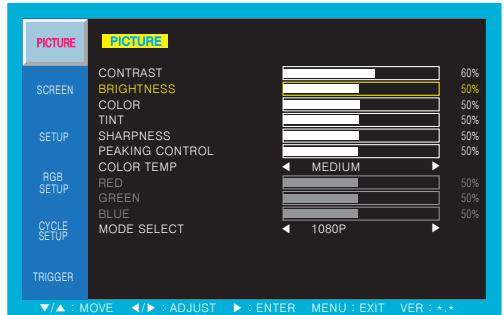 PICTURE
SCREEN
SETUP
RGB
SETUP
CYCLE
SETUP
TRIGGER
PICTURE
CONTRAST 60%
BRIGHTNESS 50%
COLOR 50%
TINT 50%
SHARPNESS 50%
PEAKING CONTROL 50%
COLOR TEMP ◀ MEDIUM ▶
RED 50%
GREEN 50%
BLUE 50%
MODE SELECT ◀ 1080P ▶
▼/▲ : MOVE ◀/▶ : ADJUST ▶ : ENTER MENU : EXIT VER : *.*